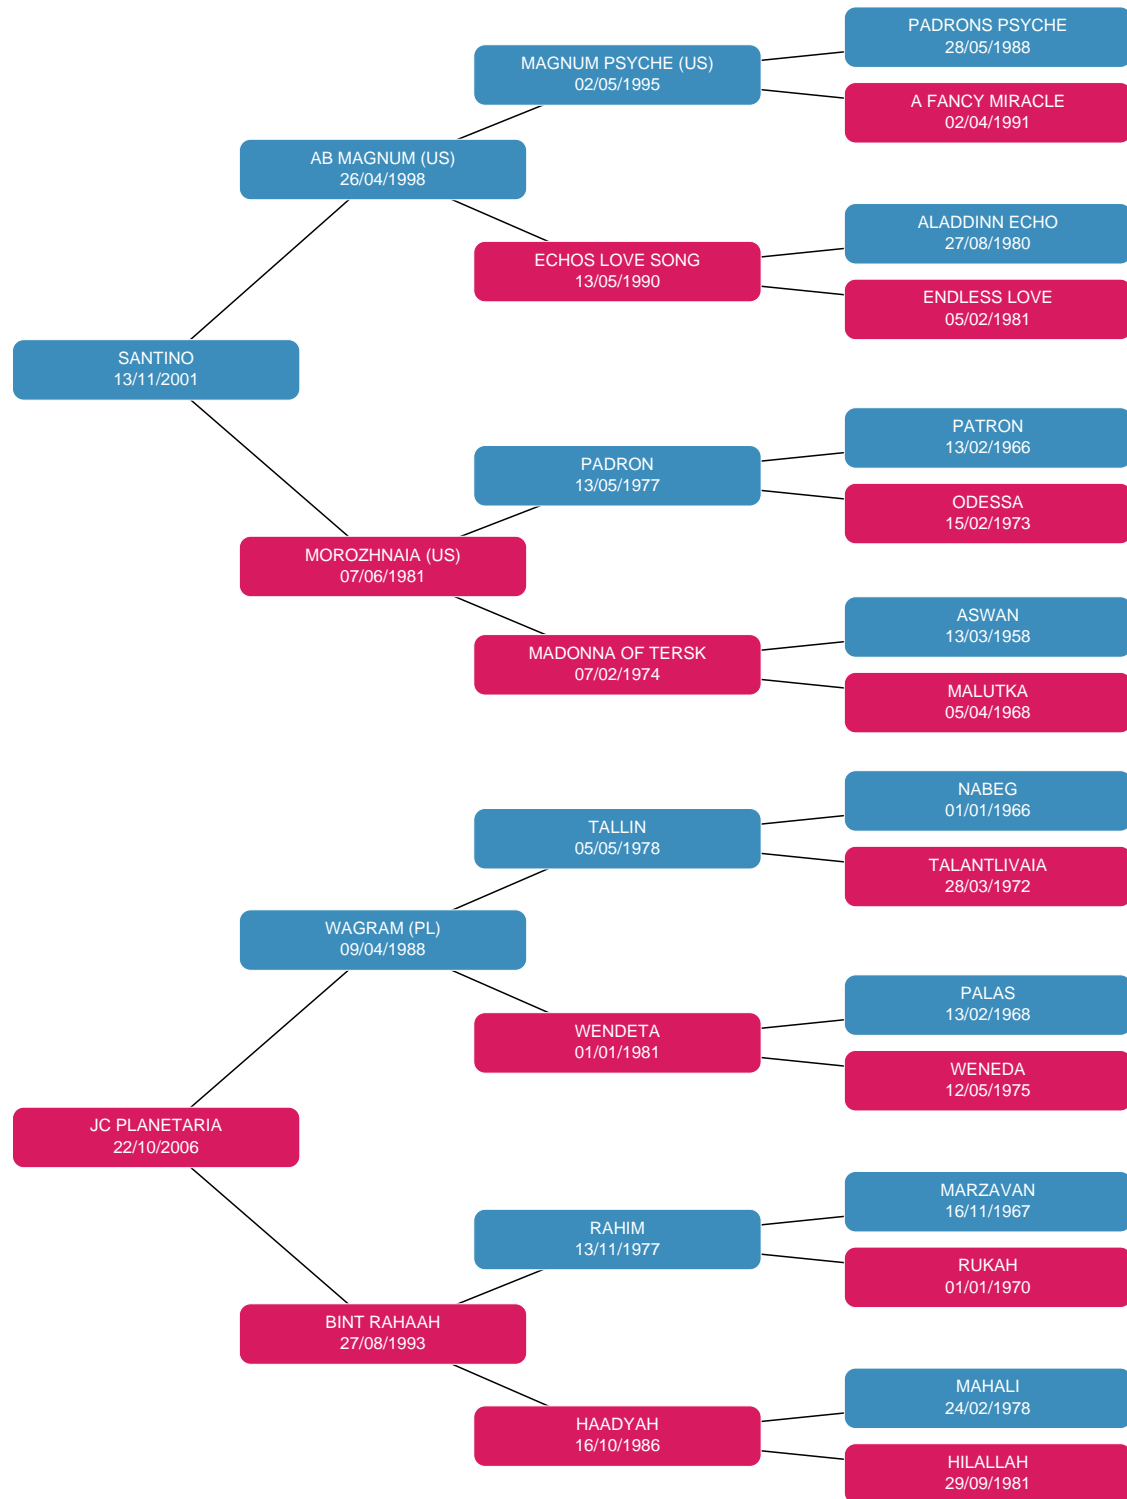 PADRONS PSYCHE
28/05/1988
MAGNUM PSYCHE (US)
02/05/1995
A FANCY MIRACLE
02/04/1991
AB MAGNUM (US)
26/04/1998
ALADDINN ECHO
27/08/1980
ECHOS LOVE SONG
13/05/1990
ENDLESS LOVE
05/02/1981
SANTINO
13/11/2001
PATRON
13/02/1966
PADRON
13/05/1977
ODESSA
15/02/1973
MOROZHNAIA (US)
07/06/1981
ASWAN
13/03/1958
MADONNA OF TERSK
07/02/1974
MALUTKA
05/04/1968
NABEG
01/01/1966
TALLIN
05/05/1978
TALANTLIVAIA
28/03/1972
WAGRAM (PL)
09/04/1988
PALAS
13/02/1968
WENDETA
01/01/1981
WENEDA
12/05/1975
JC PLANETARIA
22/10/2006
MARZAVAN
16/11/1967
RAHIM
13/11/1977
RUKAH
01/01/1970
BINT RAHAAH
27/08/1993
MAHALI
24/02/1978
HAADYAH
16/10/1986
HILALLAH
29/09/1981